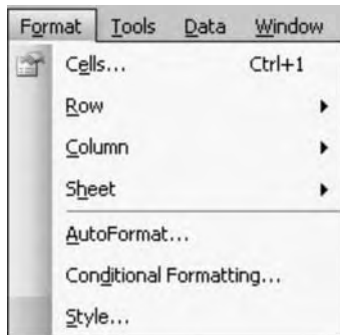 Format Tools Data Window
Cells... Ctrl+1
Row
Column
Sheet
AutoFormat...
Conditional Formatting...
Style...